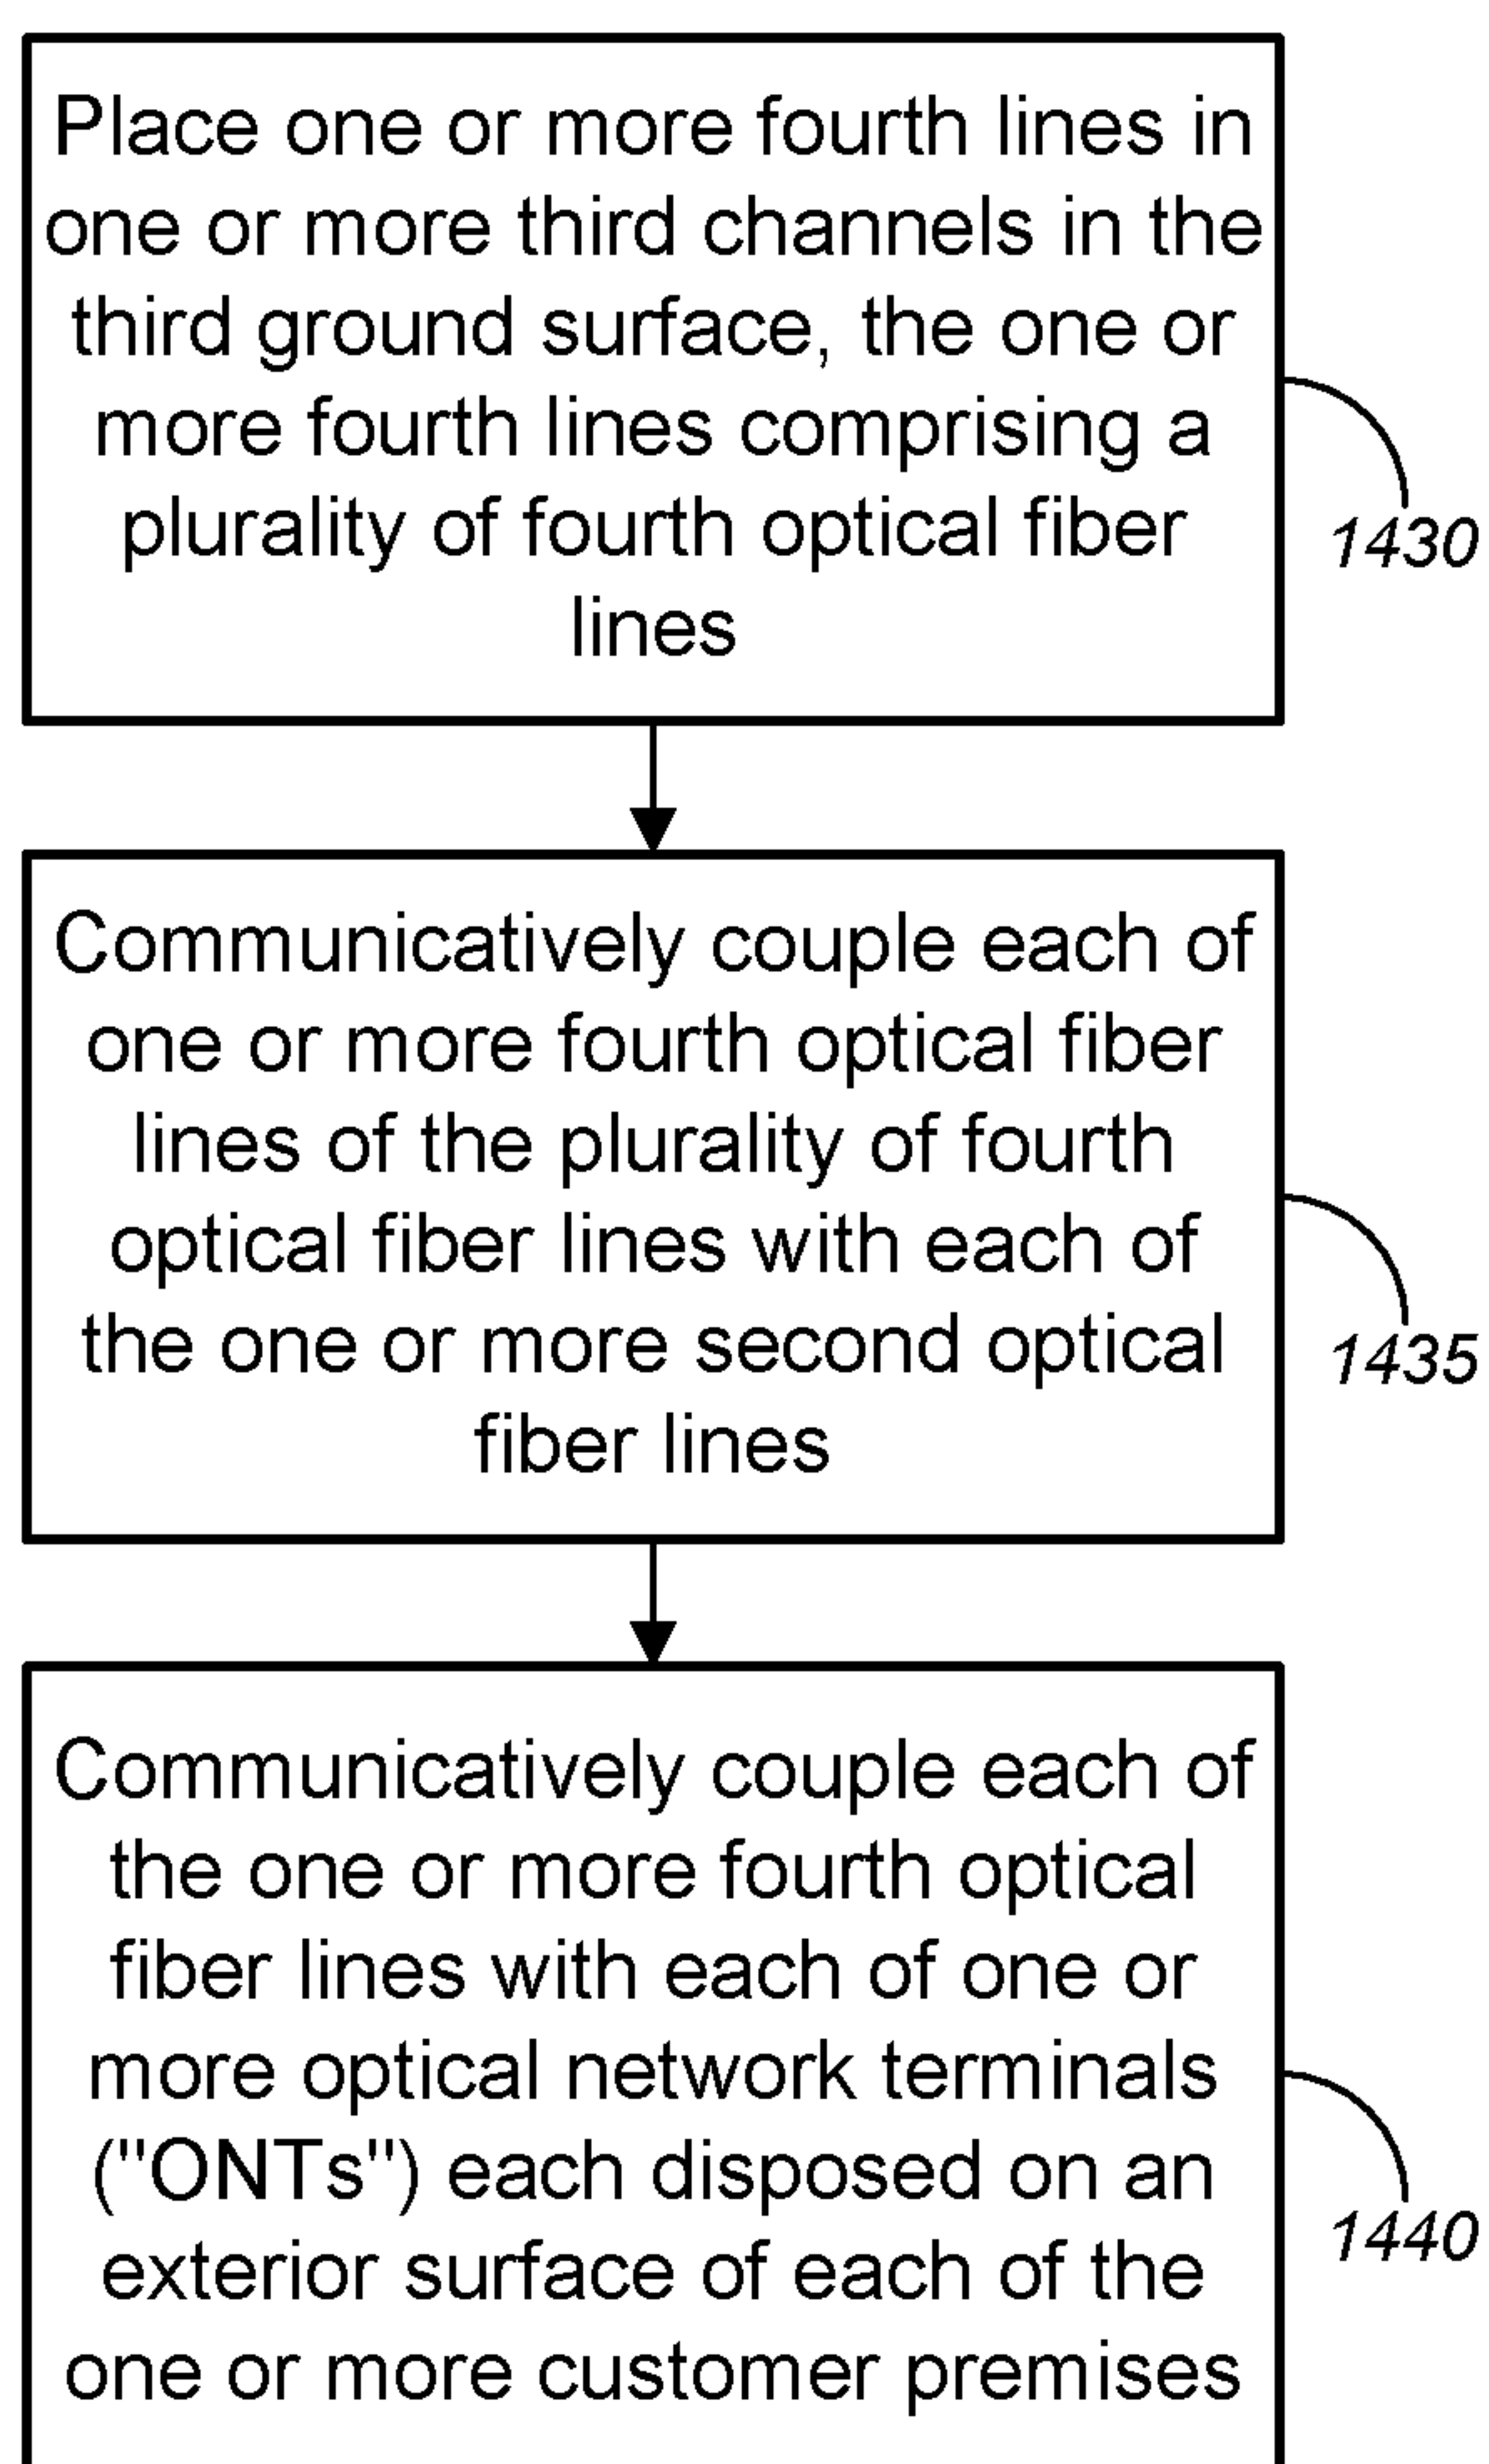 Place one or more fourth lines in
one or more third channels in the
third ground surface, the one or
more fourth lines comprising a
plurality of fourth optical fiber
lines
1430
Communicatively couple each of
one or more fourth optical fiber
lines of the plurality of fourth
optical fiber lines with each of
the one or more second optical
fiber lines
1435
Communicatively couple each of
the one or more fourth optical
fiber lines with each of one or
more optical network terminals
("ONTs") each disposed on an
exterior surface of each of the
one or more customer premises
1440